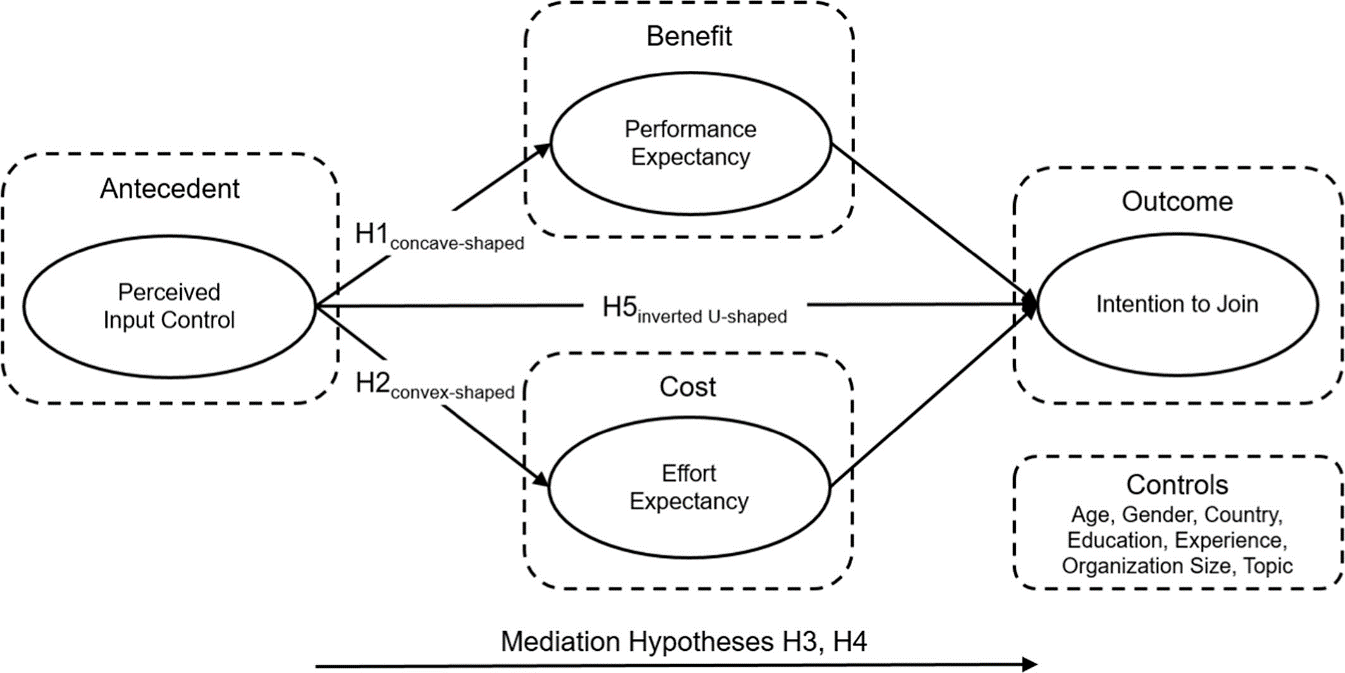 Benefit
Performance
Expectancy
Antecedent
Perceived
Input Control
H1concave-shaped
H5inverted U-shaped
H2convex-shaped
Cost
Effort
Expectancy
Outcome
Intention to Join
Controls
Age, Gender, Country,
Education, Experience,
Organization Size, Topic
Mediation Hypotheses H3, H4